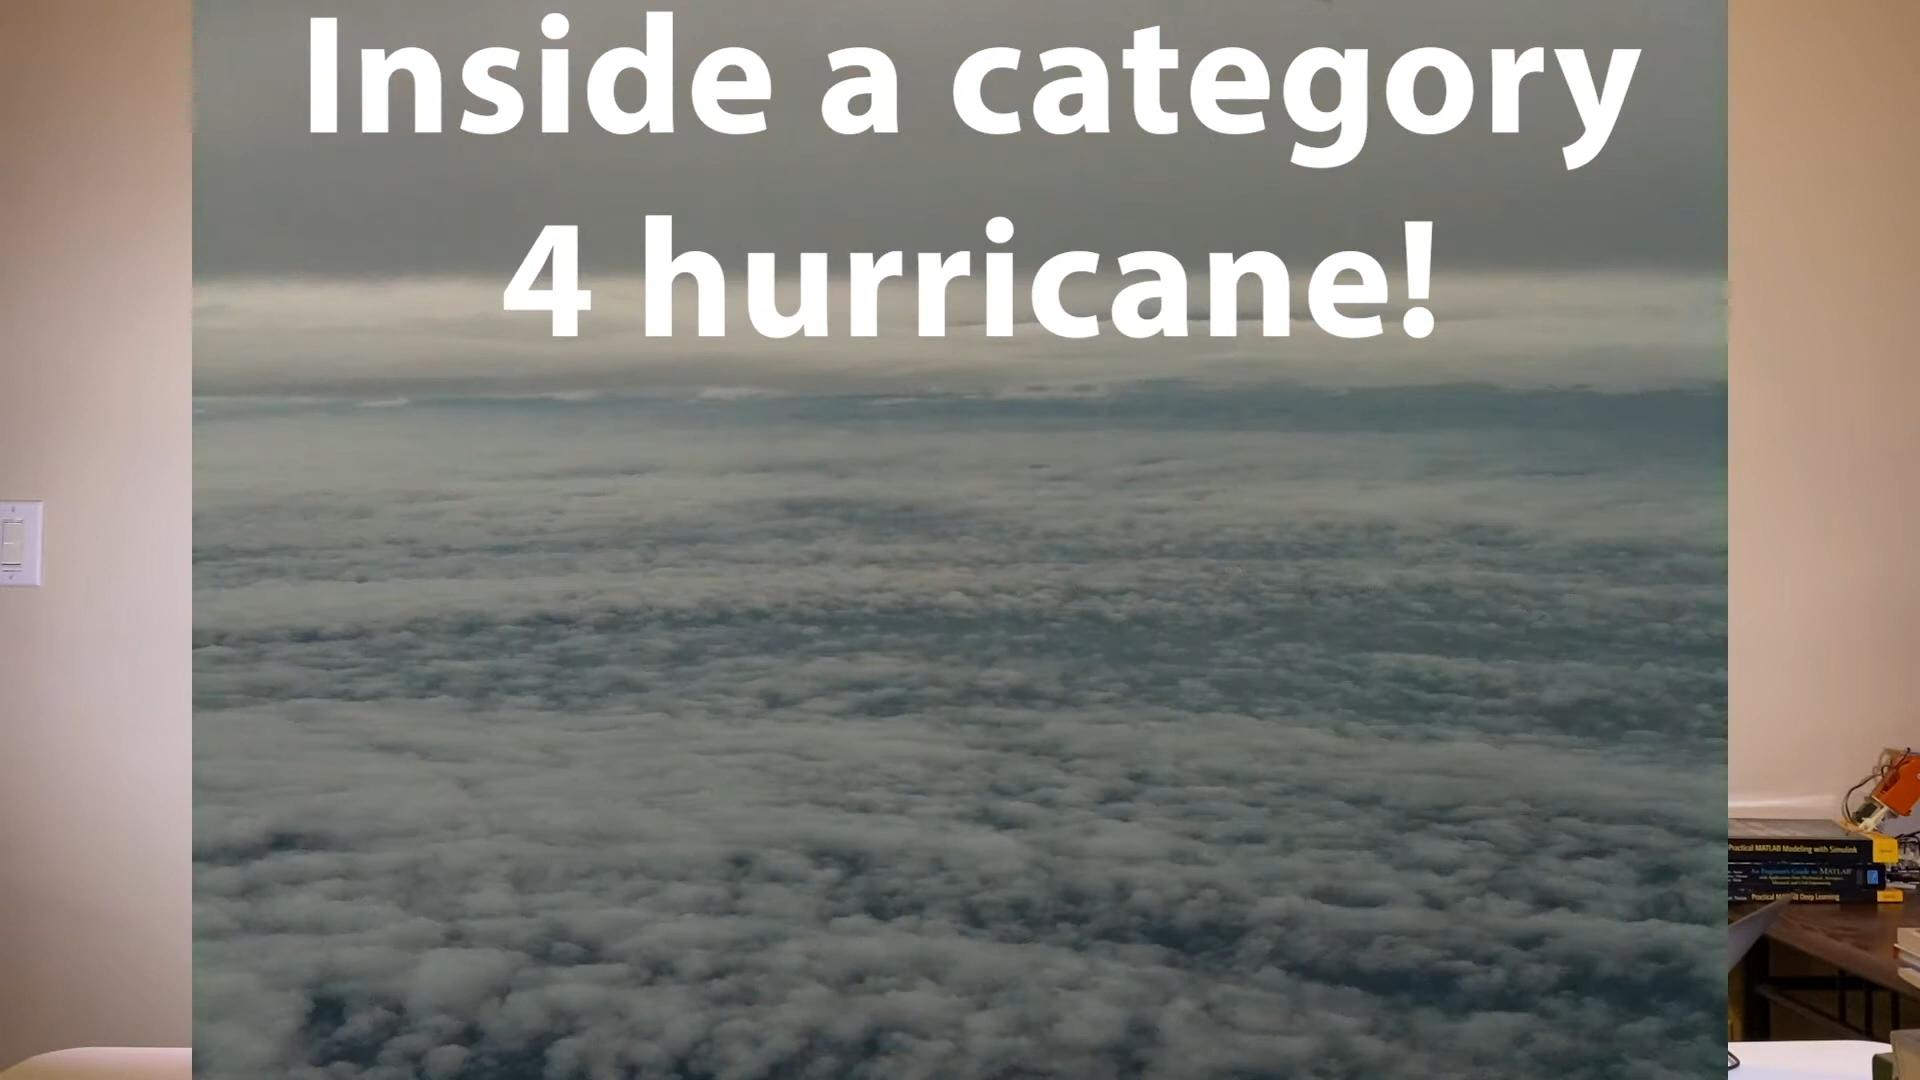 Inside a category
4 hurricane!
Practical MATLAB Modeling with Simulink
An Engineer's Guide to MATLAB
Practical MATLAB Deep Learning